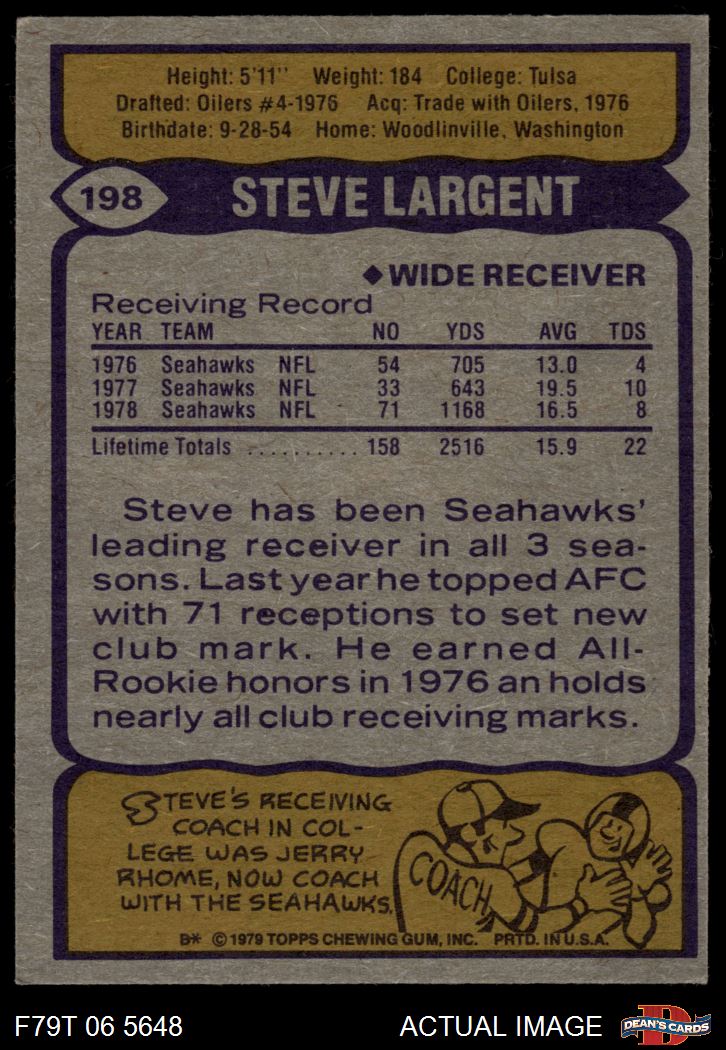 Height: 5'11'' Weight: 184 College: Tulsa
Drafted: Oilers #4-1976 Acq: Trade with Oilers, 1976
Birthdate: 9-28-54 Home: Woodlinville, Washington
198 STEVE LARGENT
◆WIDE RECEIVER
Receiving Record
YEAR TEAM NO YDS AVG TDS
1976 Seahawks NFL 54 705 13.0 4
1977 Seahawks NFL 33 643 19.5 10
1978 Seahawks NFL 71 1168 16.5 8
Lifetime Totals .......... 158 2516 15.9 22
Steve has been Seahawks'
leading receiver in all 3 sea-
sons. Last year he topped AFC
with 71 receptions to set new
club mark. He earned All-
Rookie honors in 1976 an holds
nearly all club receiving marks.
STEVE'S RECEIVING
COACH IN COL-
LEGE WAS JERRY
RHOME, NOW COACH
WITH THE SEAHAWKS.
COACH
B* © 1979 TOPPS CHEWING GUM, INC. PRTD. IN U.S.A.
F79T 06 5648 ACTUAL IMAGE D DEAN'S CARDS